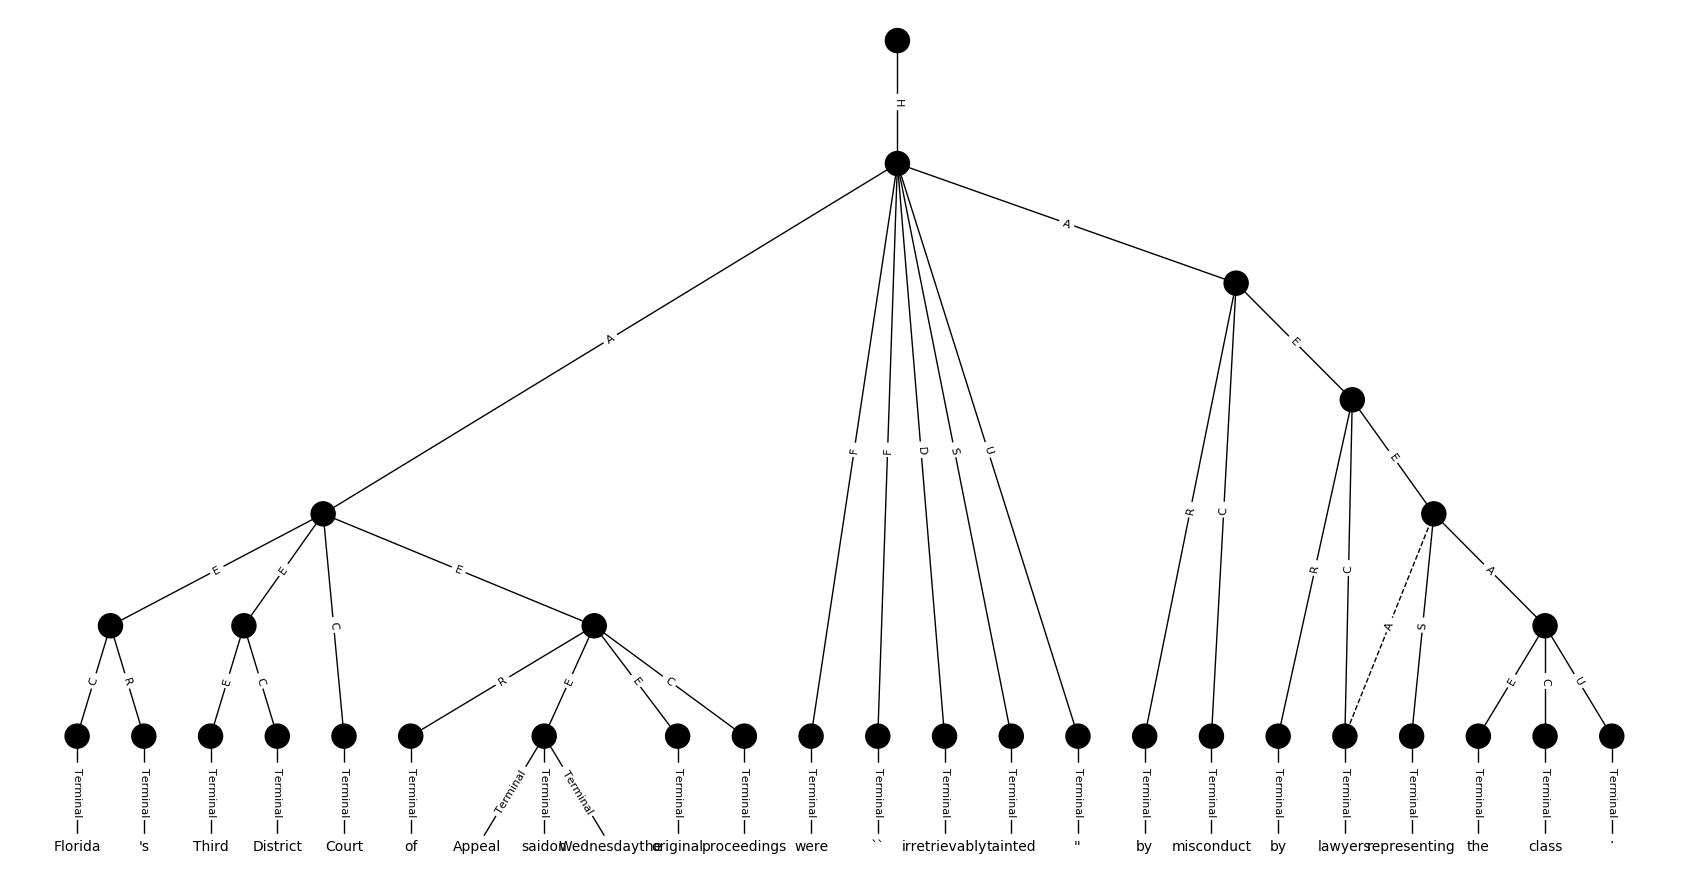 H
A
A
E
E
F
F
D
S
U
R
C
E
E
E
C
E
R
C
A
S
A
C
R
E
C
R
E
E
C
E
C
U
Terminal Terminal Terminal Terminal Terminal Terminal Terminal Terminal Terminal Terminal Terminal Terminal Terminal Terminal Terminal Terminal Terminal Terminal Terminal Terminal Terminal Terminal Terminal Terminal Terminal
Florida 's Third District Court of Appeal said on Wednesday the original proceedings were `` irretrievably tainted " by misconduct by lawyers representing the class .